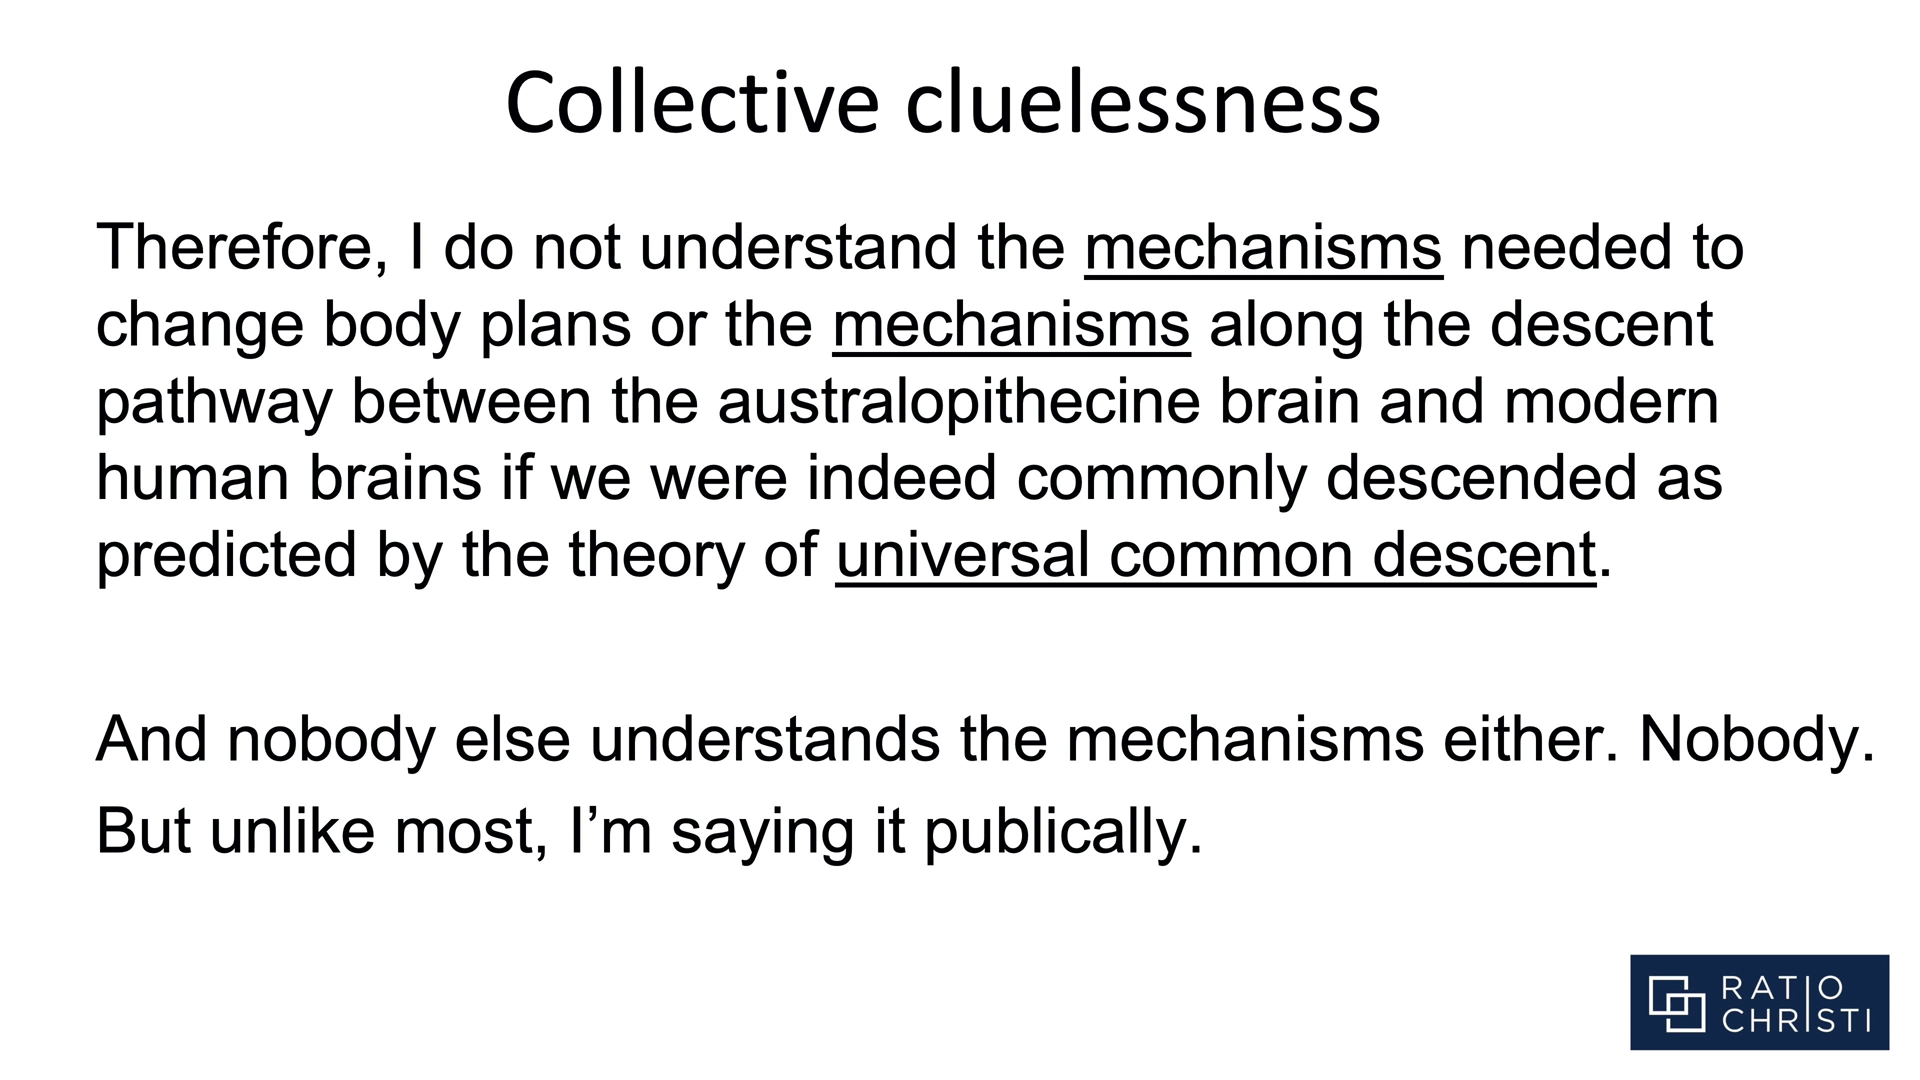 Collective cluelessness
Therefore, I do not understand the mechanisms needed to
change body plans or the mechanisms along the descent
pathway between the australopithecine brain and modern
human brains if we were indeed commonly descended as
predicted by the theory of universal common descent.
And nobody else understands the mechanisms either. Nobody.
But unlike most, I’m saying it publically.
RATIO
CHRISTI